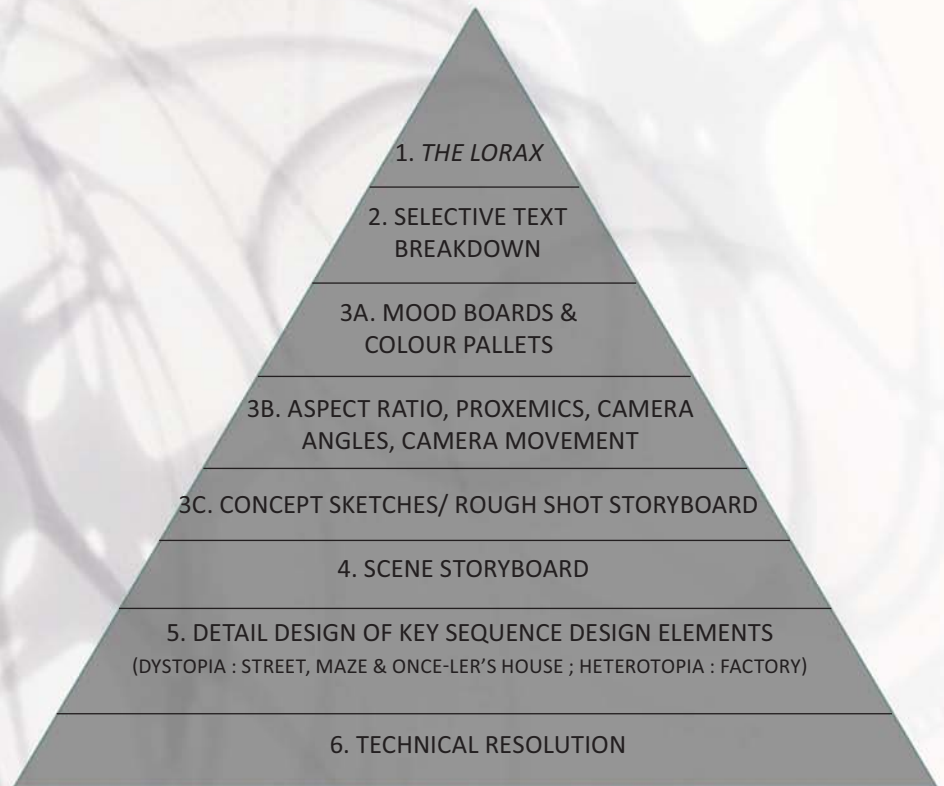 1. THE LORAX
2. SELECTIVE TEXT
BREAKDOWN
3A. MOOD BOARDS &
COLOUR PALLETS
3B. ASPECT RATIO, PROXEMICS, CAMERA
ANGLES, CAMERA MOVEMENT
3C. CONCEPT SKETCHES/ ROUGH SHOT STORYBOARD
4. SCENE STORYBOARD
5. DETAIL DESIGN OF KEY SEQUENCE DESIGN ELEMENTS
(DYSTOPIA : STREET, MAZE & ONCE-LER’S HOUSE ; HETEROTOPIA : FACTORY)
6. TECHNICAL RESOLUTION